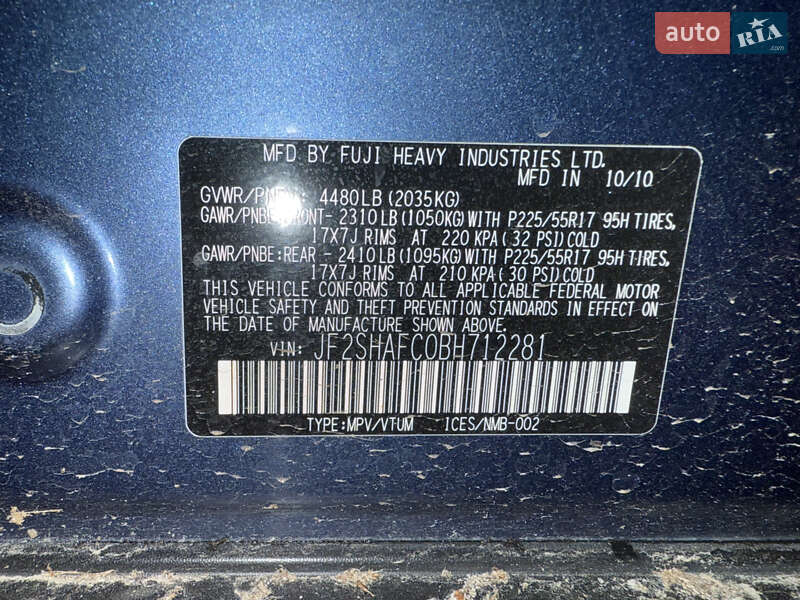 auto RIA .com
MFD BY FUJI HEAVY INDUSTRIES LTD.
MFD IN 10/10
GVWR/PNBV: 4480LB(2035KG)
GAWR/PNBE:FRONT- 2310LB(1050KG)WITH P225/55R17 95H TIRES,
17X7J RIMS AT 220 KPA(32 PSI)COLD
GAWR/PNBE:REAR - 2410LB(1095KG)WITH P225/55R17 95H TIRES,
17X7J RIMS AT 210 KPA(30 PSI)COLD
THIS VEHICLE CONFORMS TO ALL APPLICABLE FEDERAL MOTOR
VEHICLE SAFETY AND THEFT PREVENTION STANDARDS IN EFFECT ON
THE DATE OF MANUFACTURE SHOWN ABOVE.
VIN: JF2SHAFC0BH712281
TYPE:MPV/VTUM ICES/NMB-002